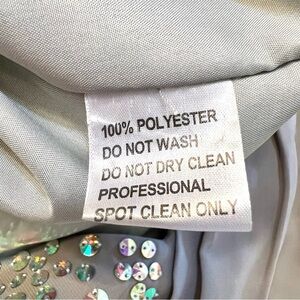 100% POLYESTER
DO NOT WASH
DO NOT DRY CLEAN
PROFESSIONAL
SPOT CLEAN ONLY